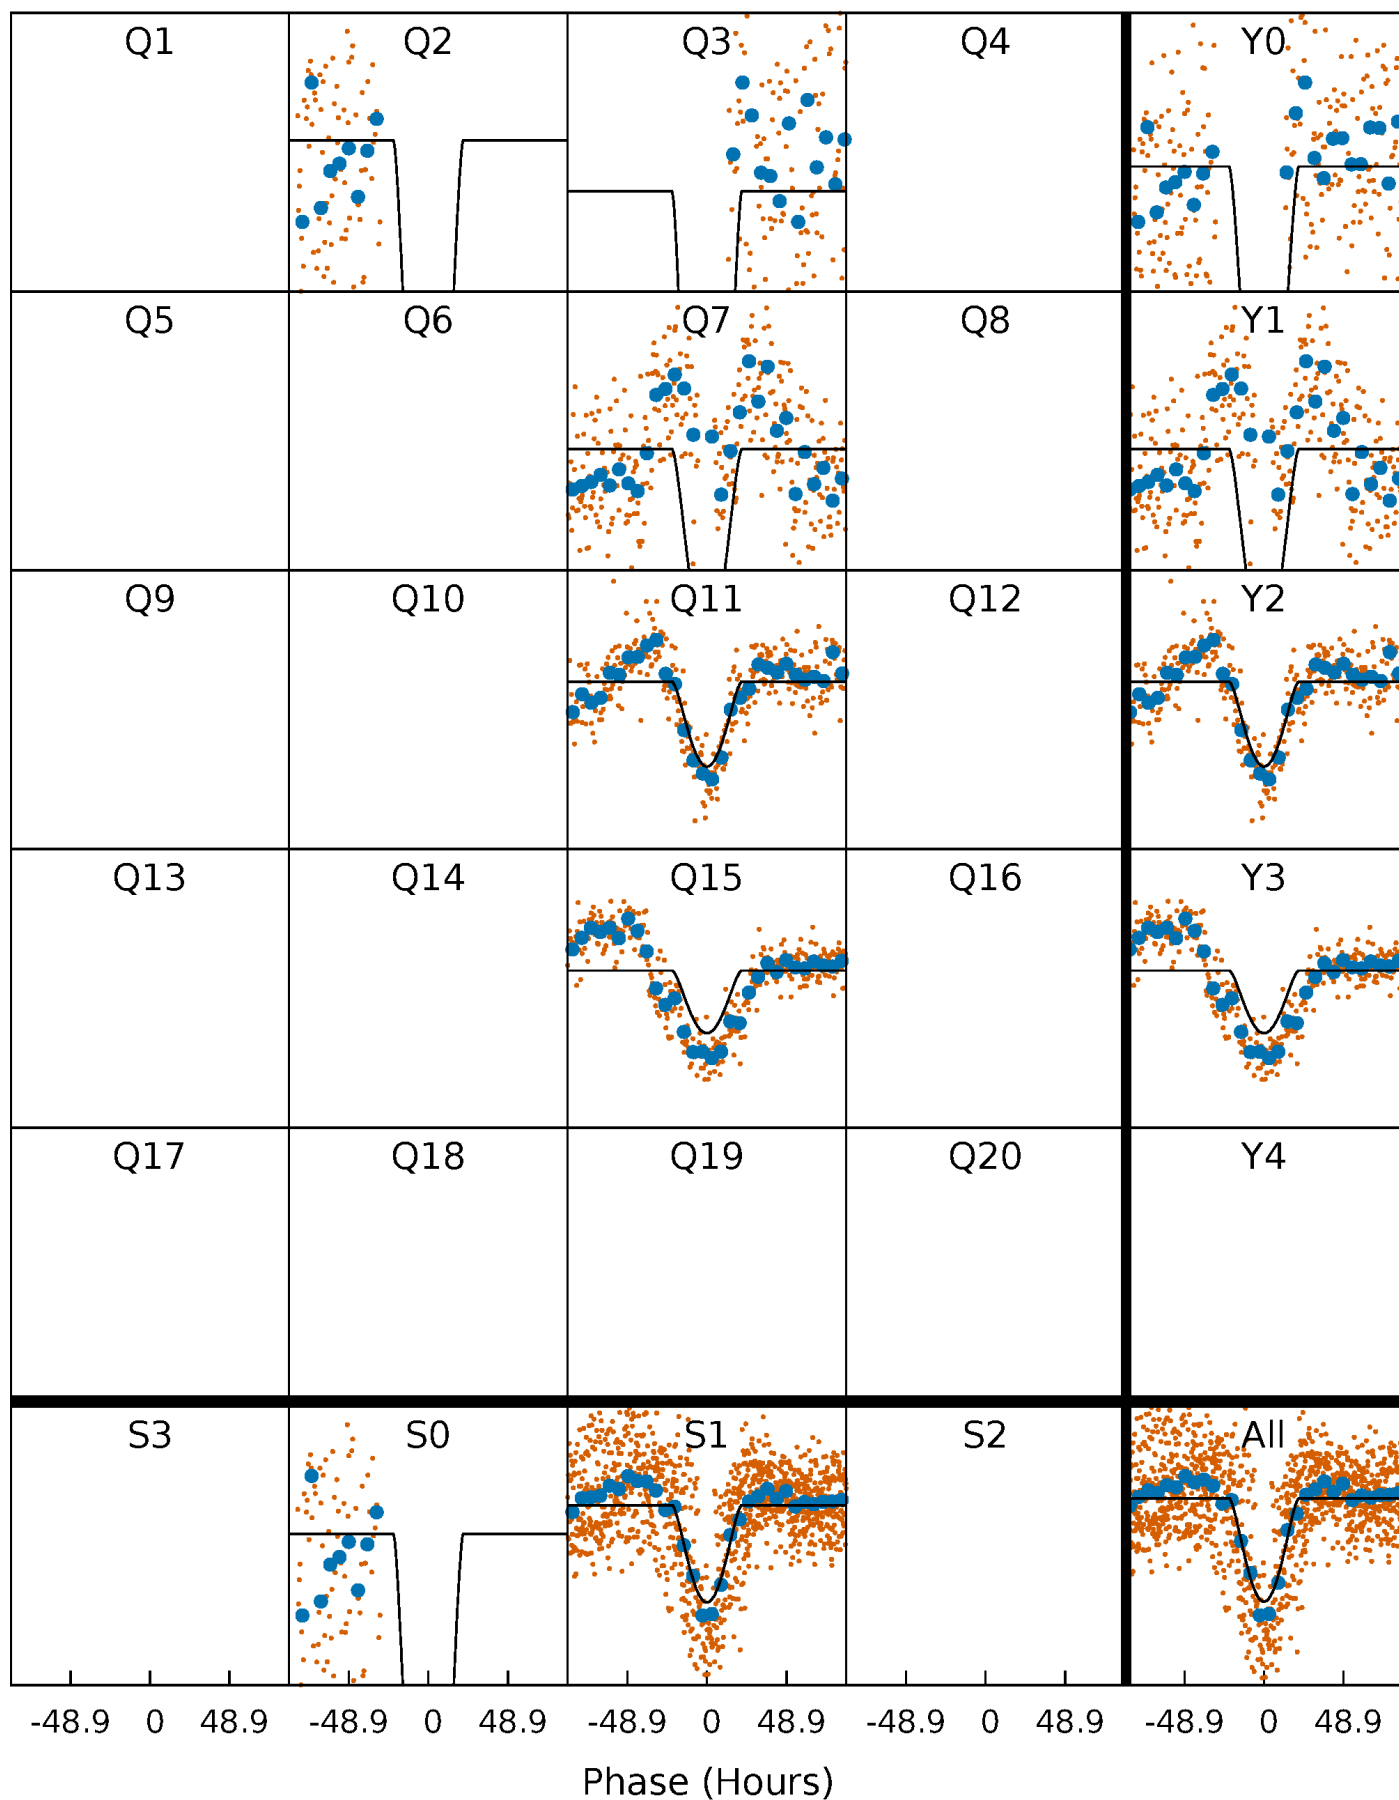 Q1 Q2 Q3 Q4 Y0
Q5 Q6 Q7 Q8 Y1
Q9 Q10 Q11 Q12 Y2
Q13 Q14 Q15 Q16 Y3
Q17 Q18 Q19 Q20 Y4
S3 S0 S1 S2 All
-48.9 0 48.9 -48.9 0 48.9 -48.9 0 48.9 -48.9 0 48.9 -48.9 0 48.9
Phase (Hours)